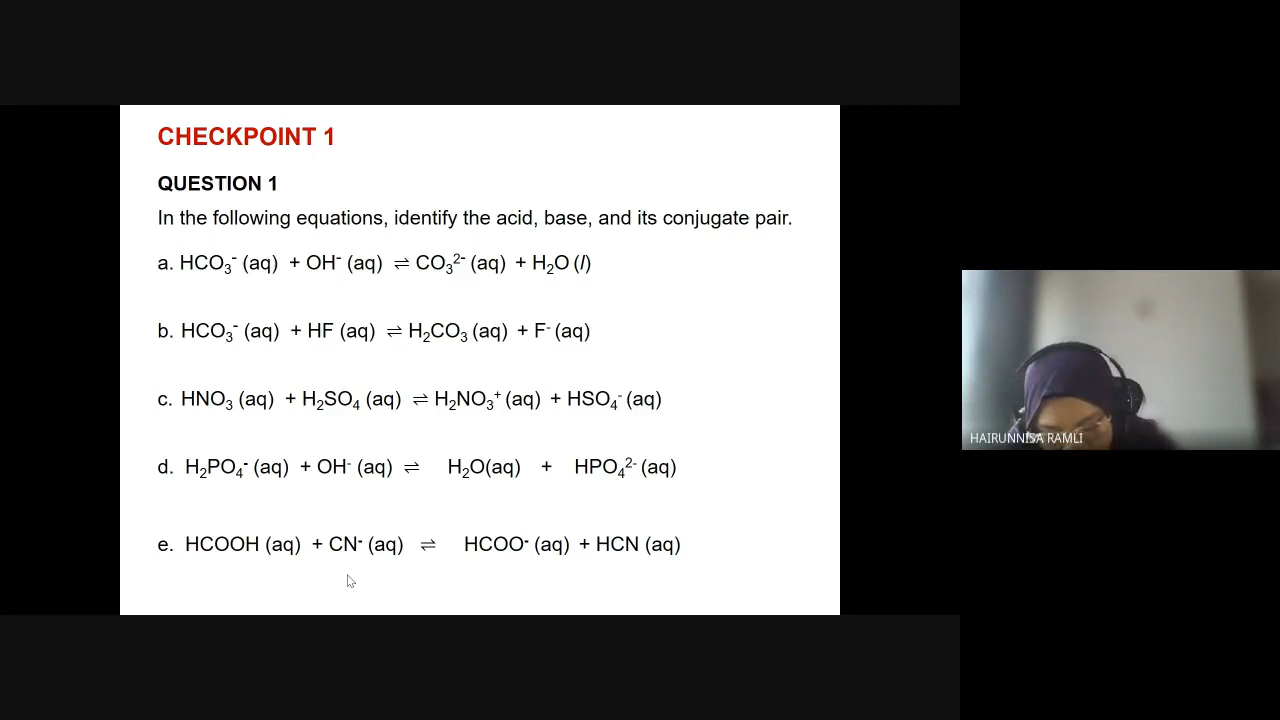 CHECKPOINT 1
QUESTION 1
In the following equations, identify the acid, base, and its conjugate pair.
a. HCO₃⁻ (aq) + OH⁻ (aq) ⇌ CO₃²⁻ (aq) + H₂O (l)
b. HCO₃⁻ (aq) + HF (aq) ⇌ H₂CO₃ (aq) + F⁻ (aq)
c. HNO₃ (aq) + H₂SO₄ (aq) ⇌ H₂NO₃⁺ (aq) + HSO₄⁻ (aq)
d. H₂PO₄⁻ (aq) + OH⁻ (aq) ⇌ H₂O(aq) + HPO₄²⁻ (aq)
e. HCOOH (aq) + CN⁻ (aq) ⇌ HCOO⁻ (aq) + HCN (aq)
HAIRUNNISA RAMLI